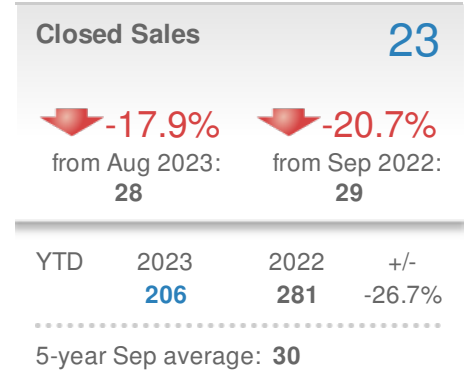 Closed Sales 23
-17.9% -20.7%
from Aug 2023: from Sep 2022:
28 29
YTD 2023 2022 +/-
206 281 -26.7%
5-year Sep average: 30